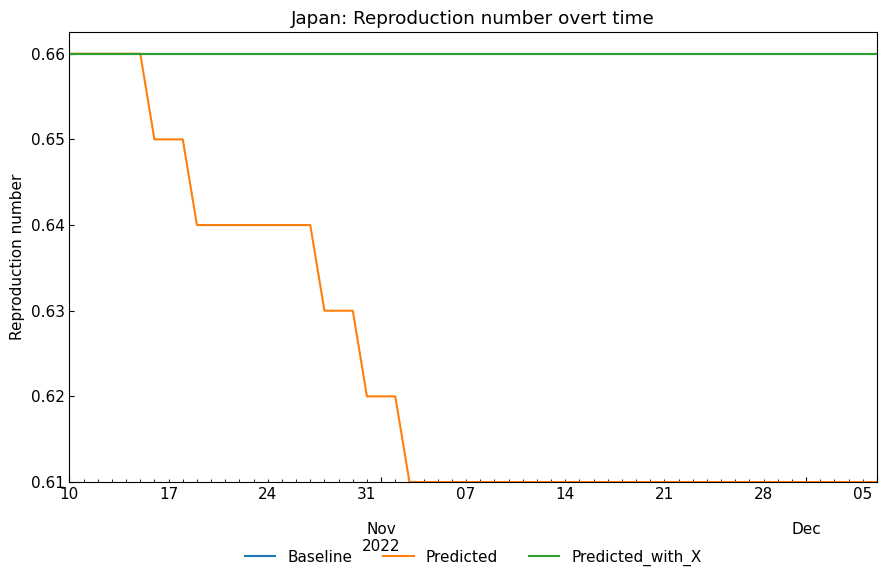 Japan: Reproduction number overt time
Reproduction number
0.66
0.65
0.64
0.63
0.62
0.61
10 17 24 31 07 14 21 28 05
Nov Dec
2022
Baseline Predicted Predicted_with_X